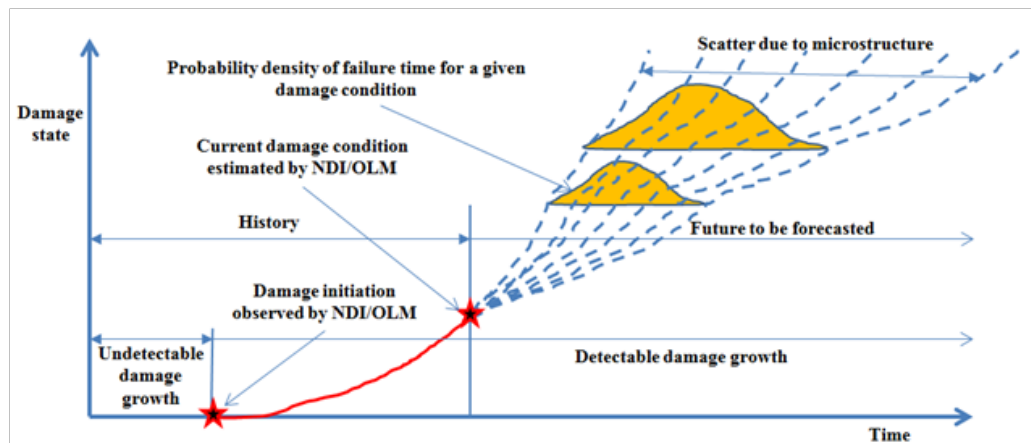 Scatter due to microstructure
Probability density of failure time for a given
damage condition
Damage
state
Current damage condition
estimated by NDI/OLM
History
Future to be forecasted
Damage initiation
observed by NDI/OLM
Undetectable
damage
growth
Detectable damage growth
Time